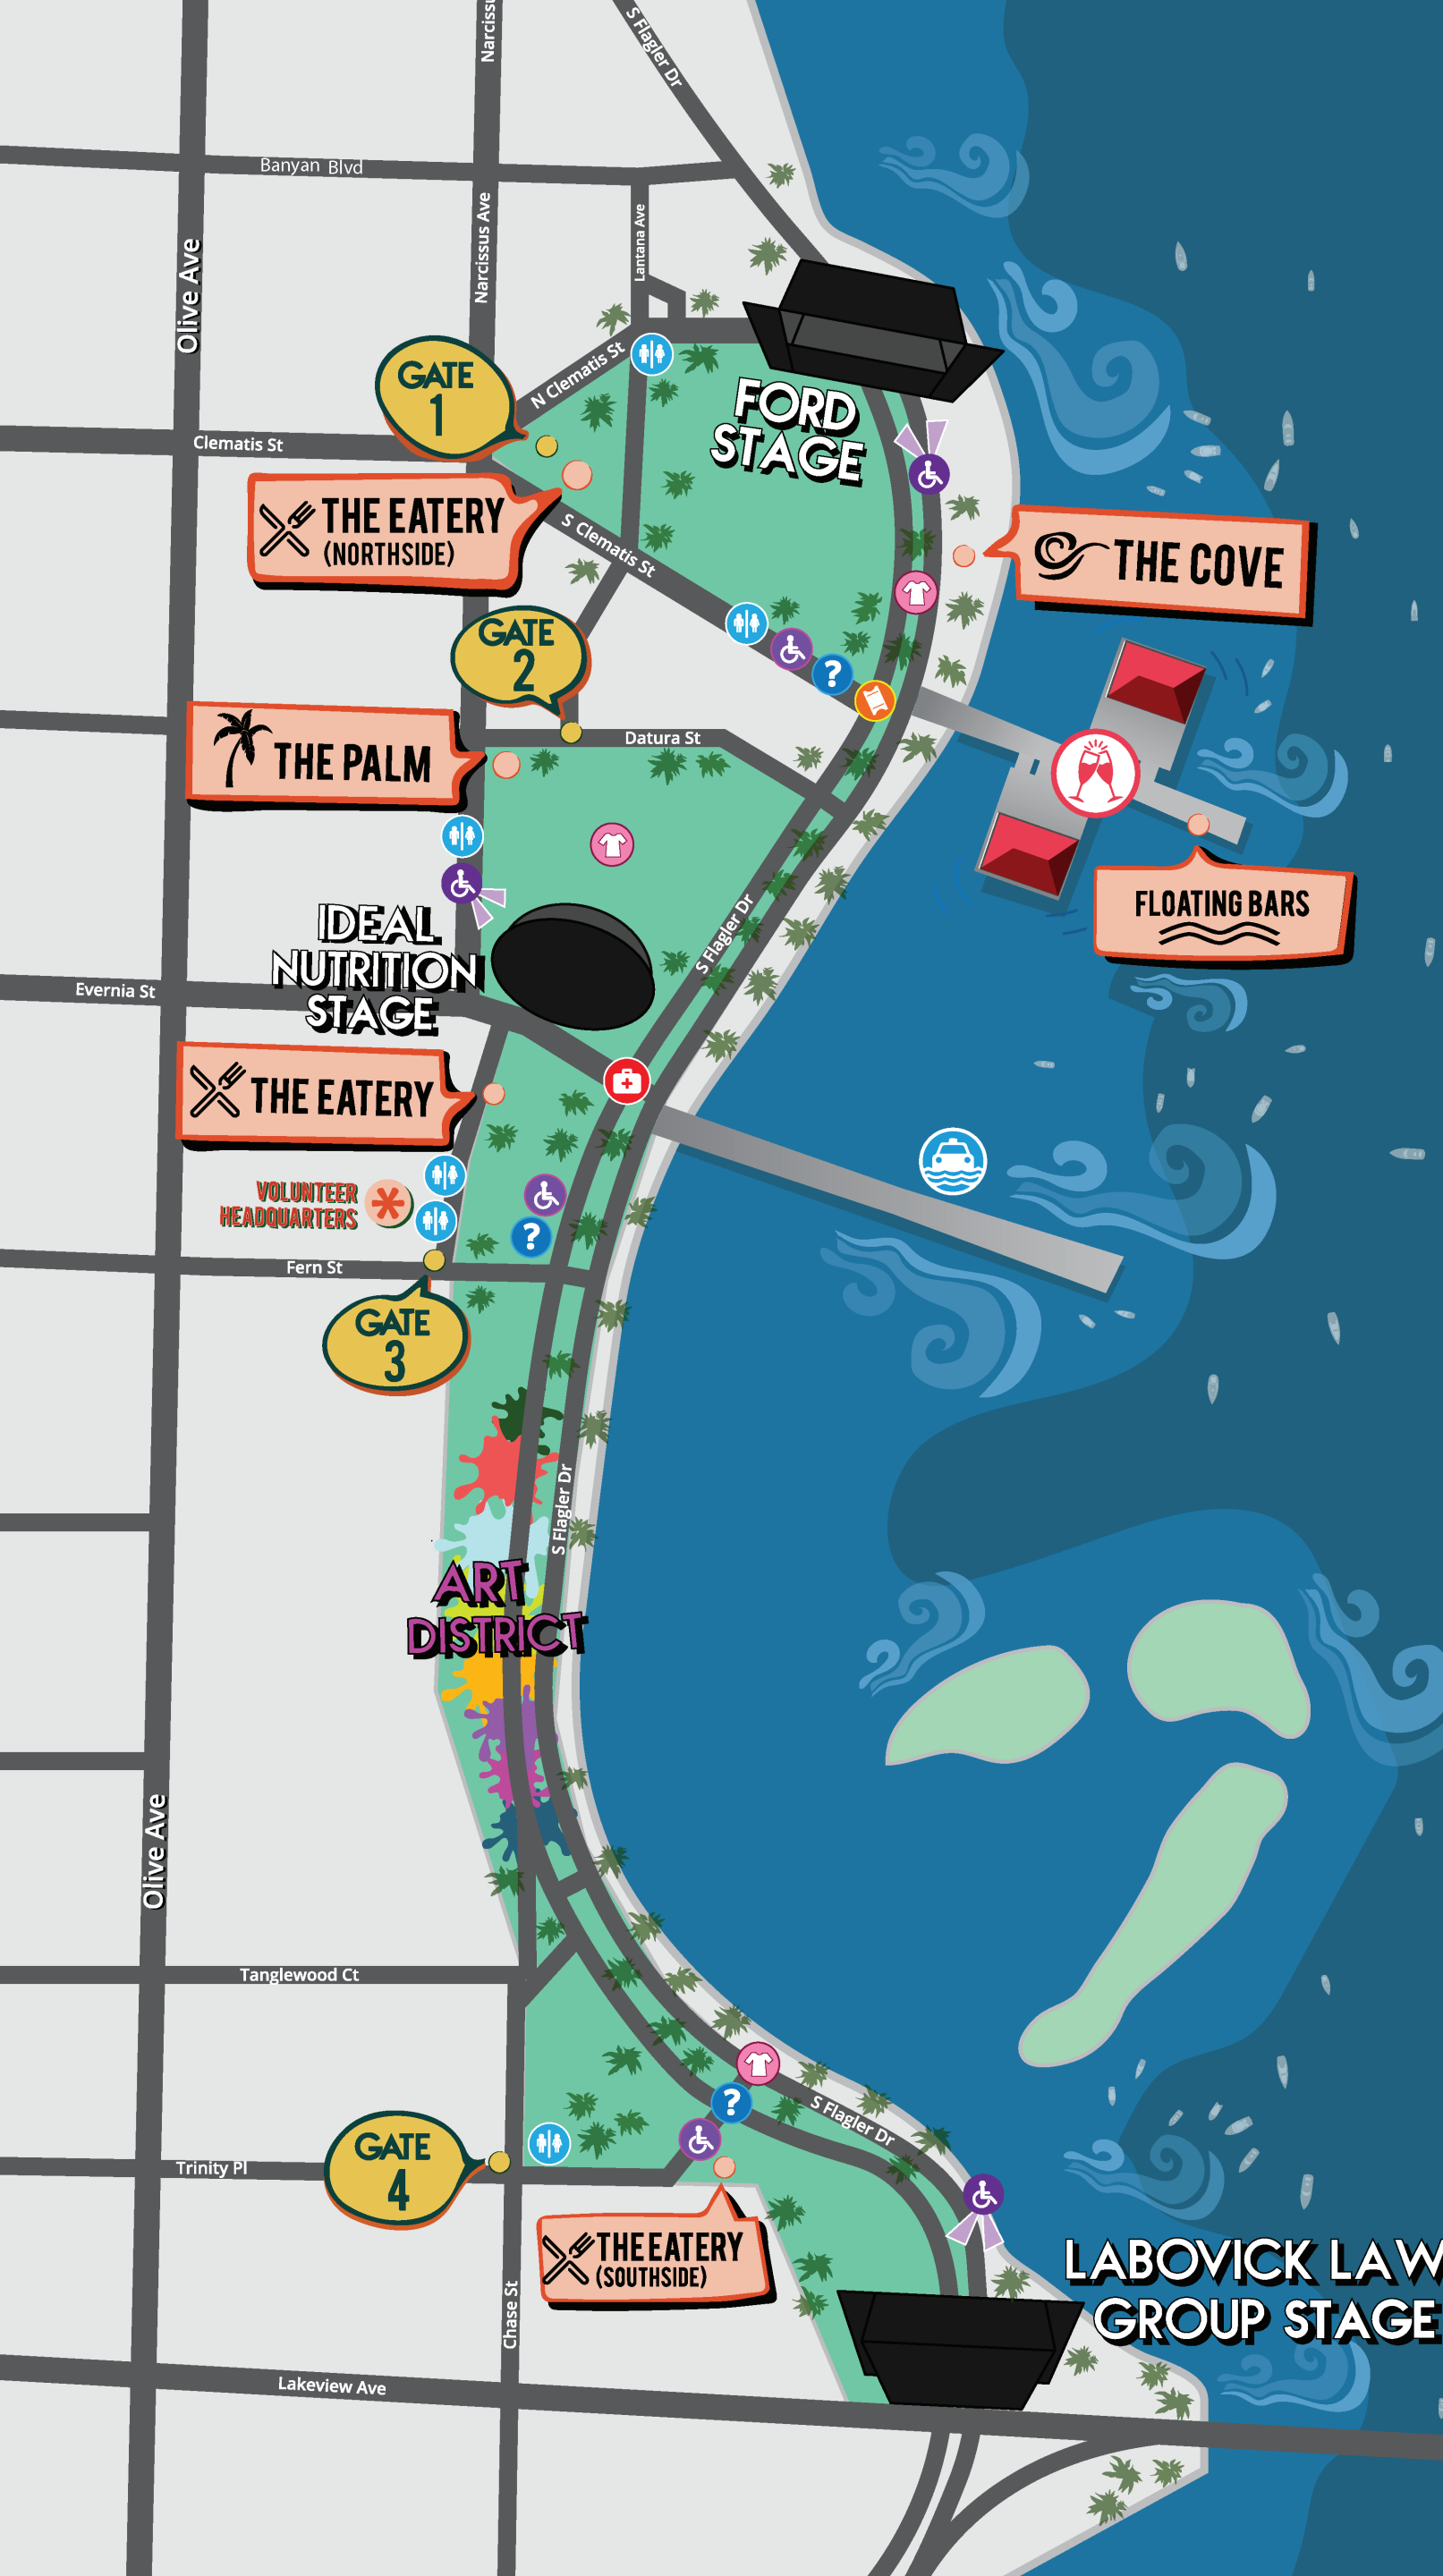 S Flagler Dr
Banyan Blvd
Narcissus Ave
Lantana Ave
Olive Ave
GATE
1
N Clematis St
FORD
STAGE
Clematis St
THE EATERY
(NORTHSIDE)
S Clematis St
THE COVE
GATE
2
?
THE PALM
Datura St
FLOATING BARS
IDEAL
NUTRITION
STAGE
S Flagler Dr
Evernia St
THE EATERY
VOLUNTEER
HEADQUARTERS
?
Fern St
GATE
3
S Flagler Dr
ART
DISTRICT
Olive Ave
Tanglewood Ct
?
S Flagler Dr
GATE
4
Trinity Pl
THE EATERY
(SOUTHSIDE)
LABOVICK LAW
GROUP STAGE
Chase St
Lakeview Ave